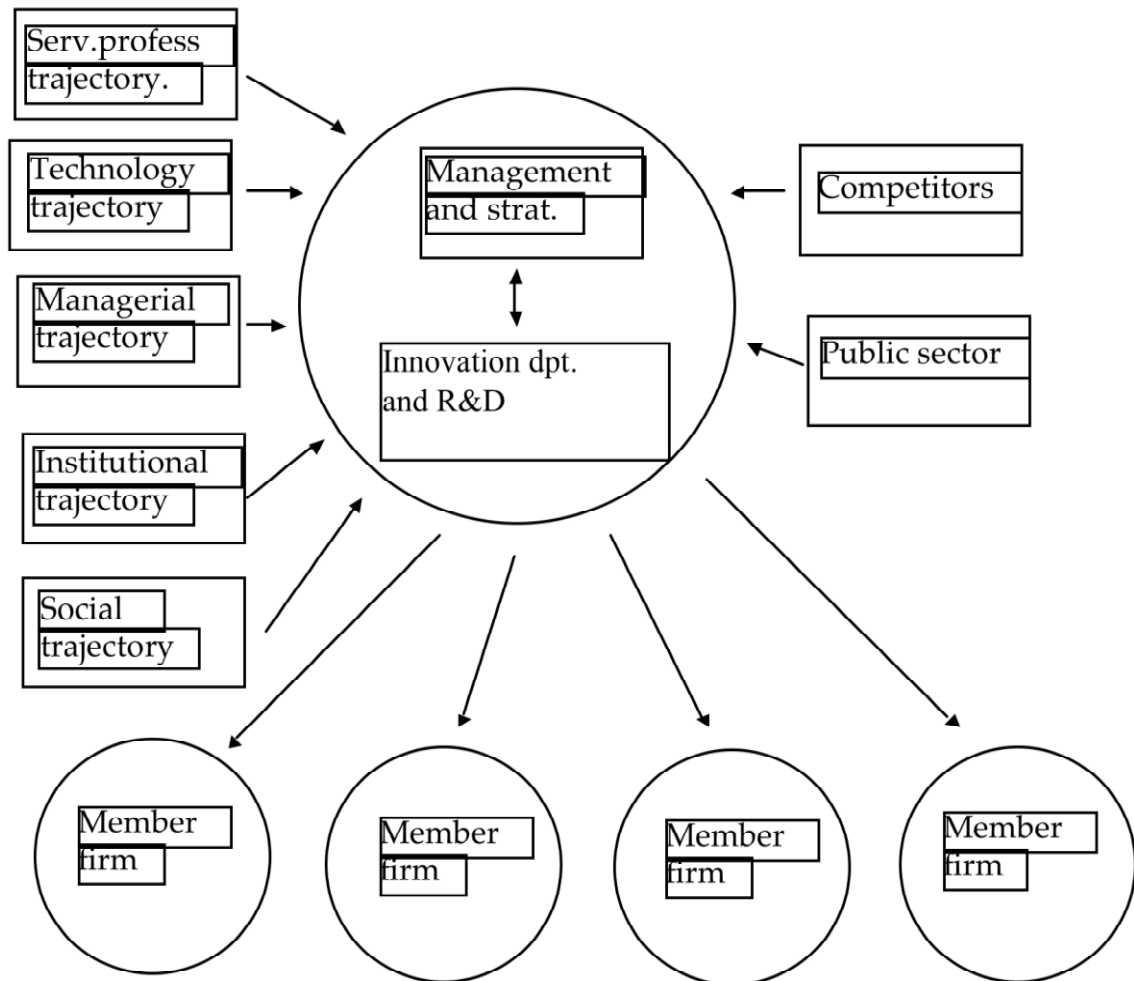 Serv.profess
trajectory.
Technology
trajectory
Managerial
trajectory
Institutional
trajectory
Social
trajectory
Management
and strat.
Innovation dpt.
and R&D
Competitors
Public sector
Member
firm
Member
firm
Member
firm
Member
firm